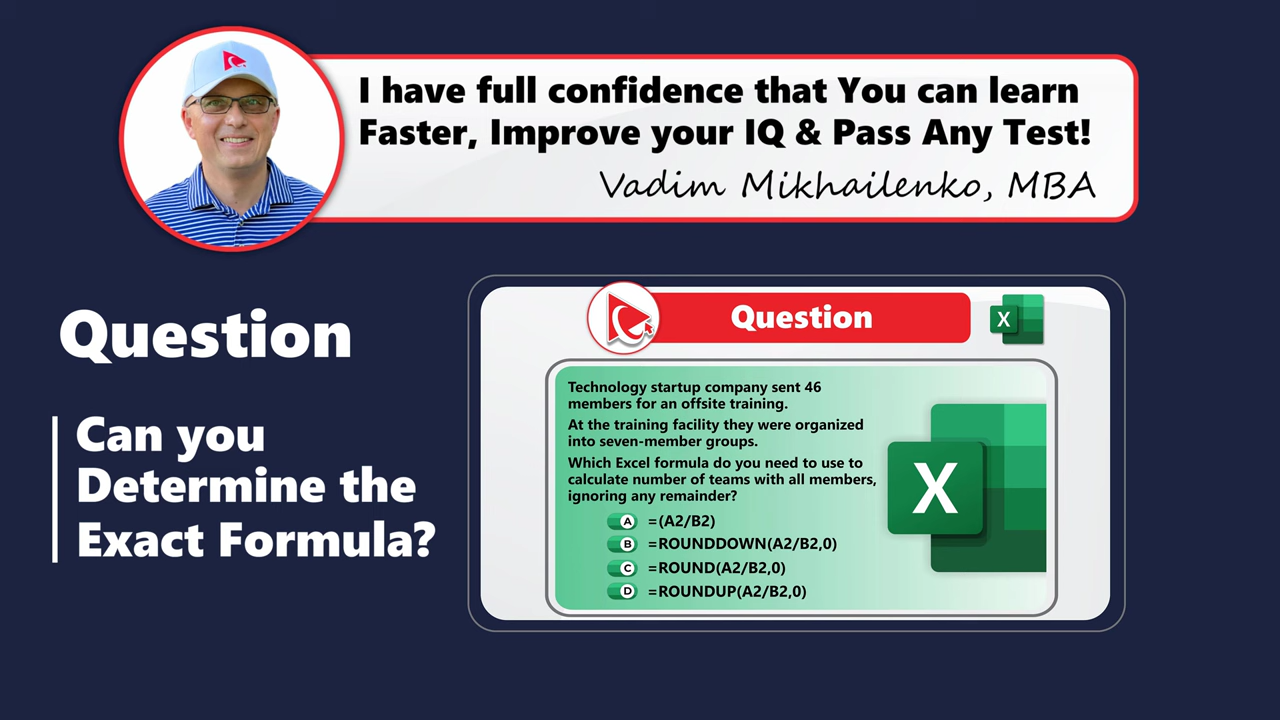 I have full confidence that You can learn
Faster, Improve your IQ & Pass Any Test!
Vadim Mikhailenko, MBA
Question
Can you
Determine the
Exact Formula?
Question
X
Technology startup company sent 46
members for an offsite training.
At the training facility they were organized
into seven-member groups.
Which Excel formula do you need to use to
calculate number of teams with all members,
ignoring any remainder?
A =(A2/B2)
B =ROUNDDOWN(A2/B2,0)
C =ROUND(A2/B2,0)
D =ROUNDUP(A2/B2,0)
X